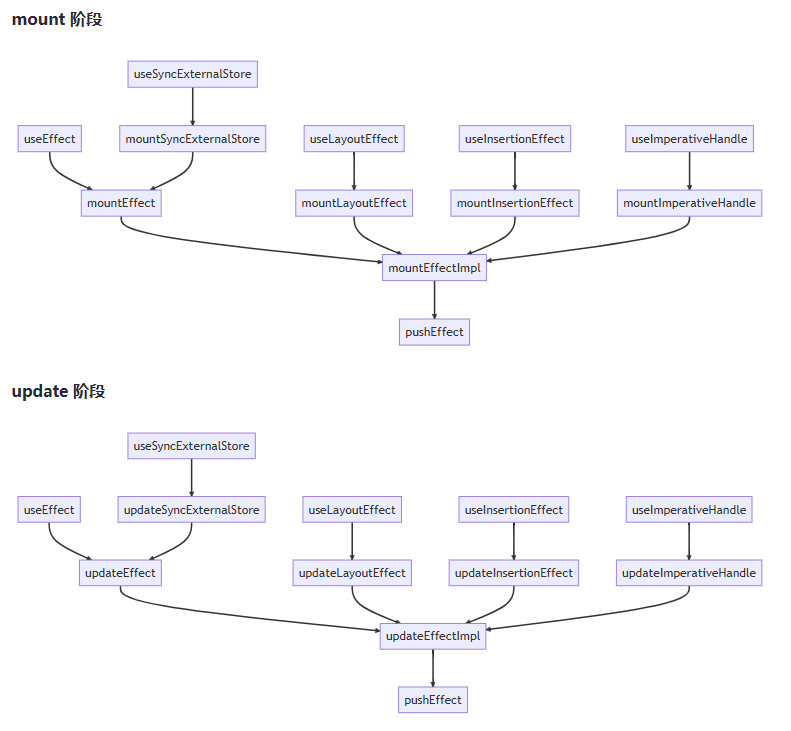 mount 阶段
useSyncExternalStore
useEffect
mountSyncExternalStore
useLayoutEffect
useInsertionEffect
useImperativeHandle
mountEffect
mountLayoutEffect
mountInsertionEffect
mountImperativeHandle
mountEffectImpl
pushEffect
update 阶段
useSyncExternalStore
useEffect
updateSyncExternalStore
useLayoutEffect
useInsertionEffect
useImperativeHandle
updateEffect
updateLayoutEffect
updateInsertionEffect
updateImperativeHandle
updateEffectImpl
pushEffect